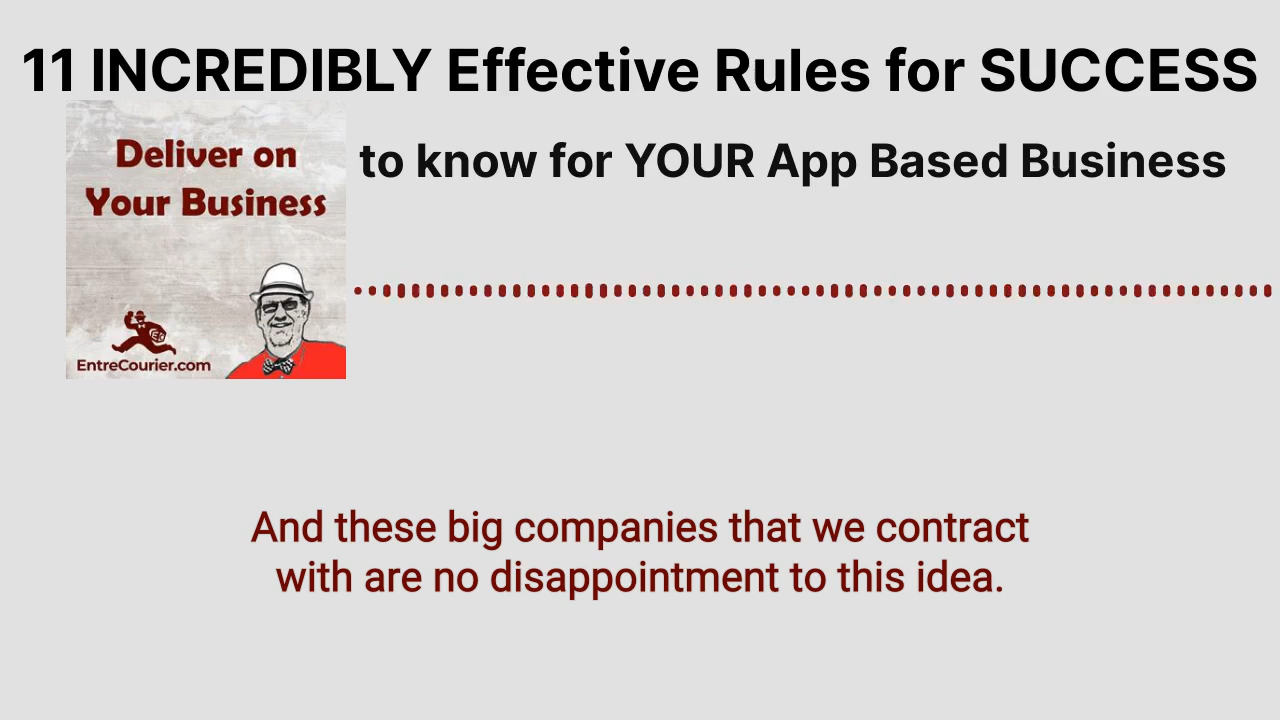 11 INCREDIBLY Effective Rules for SUCCESS
to know for YOUR App Based Business
Deliver on
Your Business
EntreCourier.com
And these big companies that we contract
with are no disappointment to this idea.